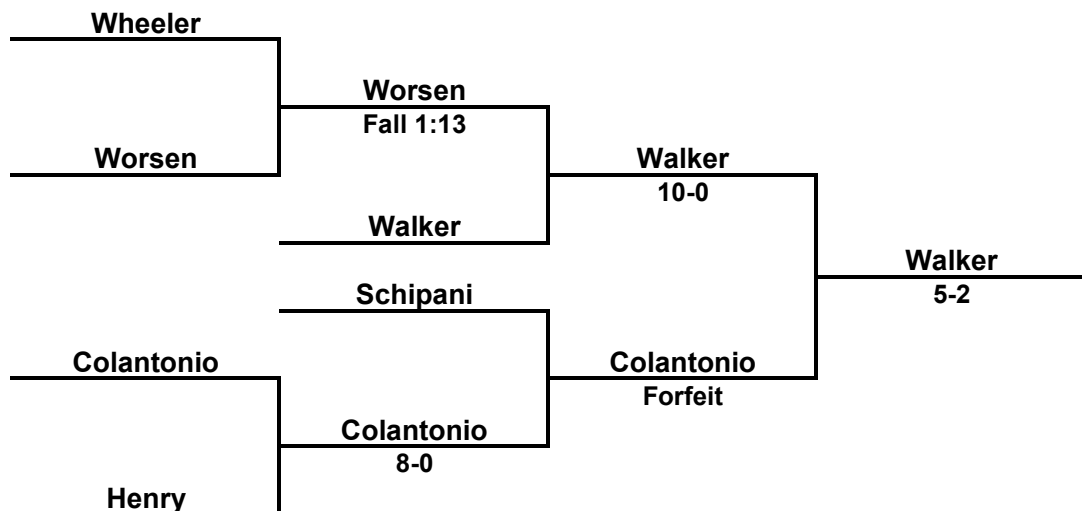 Wheeler
Worsen
Fall 1:13
Worsen
Walker
10-0
Walker
Walker
5-2
Schipani
Colantonio
Colantonio
Forfeit
Colantonio
8-0
Henry